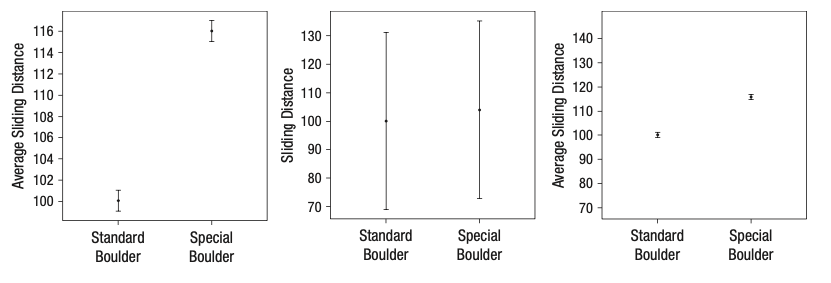 Average Sliding Distance
116
114
112
110
108
106
104
102
100
Standard Boulder
Special Boulder
Sliding Distance
130
120
110
100
90
80
70
Standard Boulder
Special Boulder
Average Sliding Distance
140
130
120
110
100
90
80
70
Standard Boulder
Special Boulder